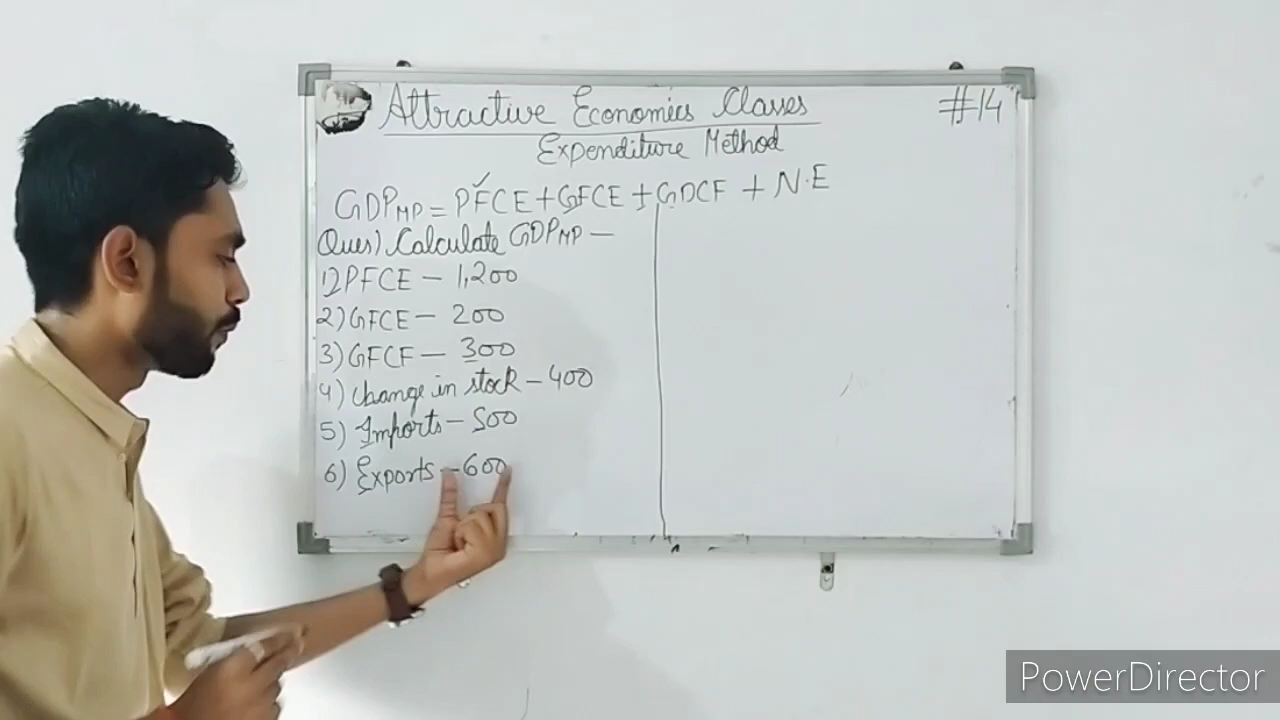 Attractive Economics Classes
#14
Expenditure Method
GDPMP = PFCE + GFCE + GDCF + N.E
Ques) Calculate GDPMP —
1) PFCE — 1,200
2) GFCE — 200
3) GFCF — 300
4) Change in stock — 400
5) Imports — 500
6) Exports — 600
PowerDirector